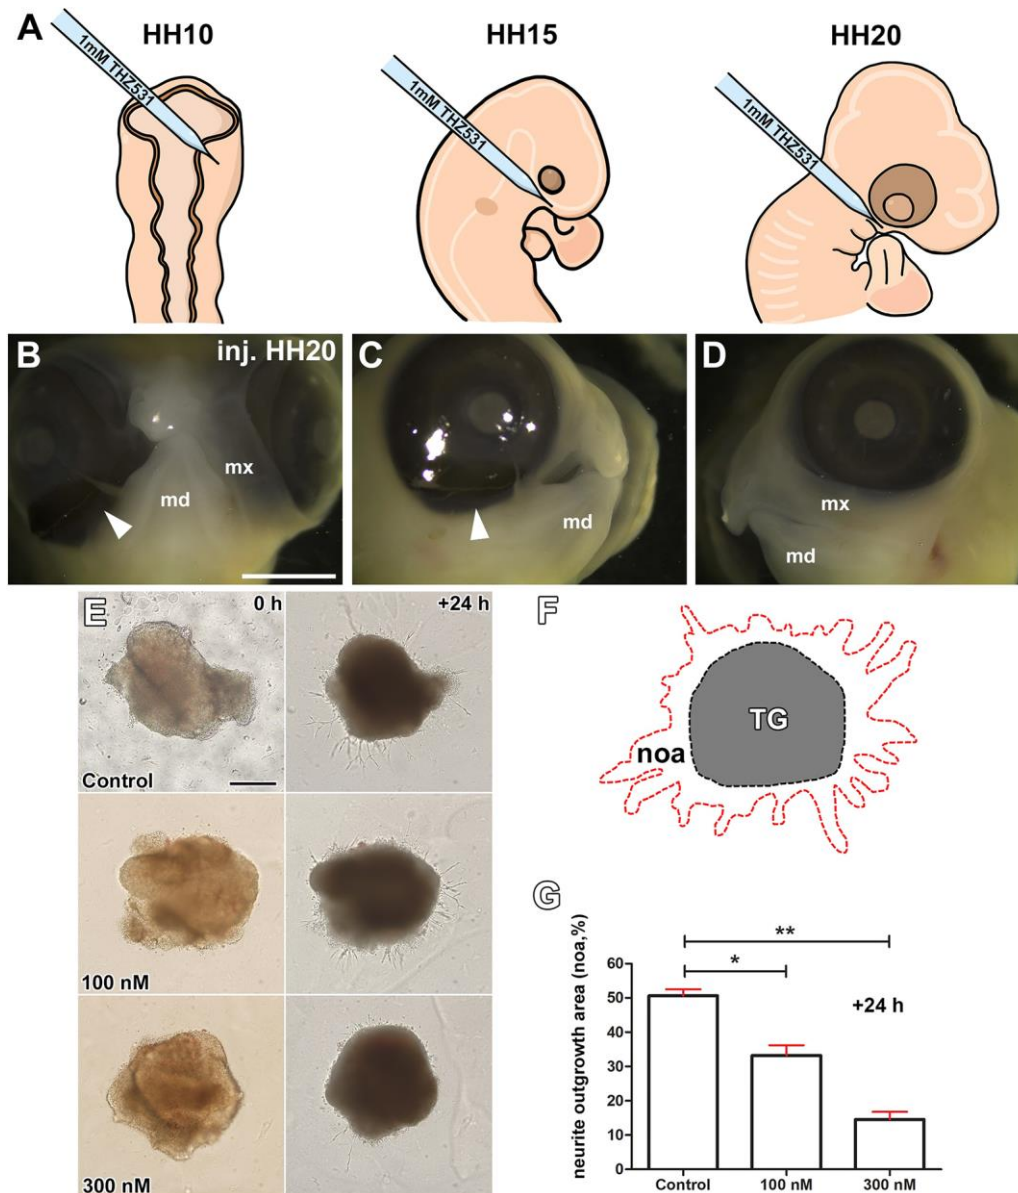 A
HH10
HH15
HH20
1mM THZ531
1mM THZ531
1mM THZ531
B
inj. HH20
mx
md
C
md
D
mx
md
E
0 h
+24 h
Control
100 nM
300 nM
F
TG
noa
G
neurite outgrowth area (noa,%)
**
*
+24 h
60
50
40
30
20
10
0
Control
100 nM
300 nM